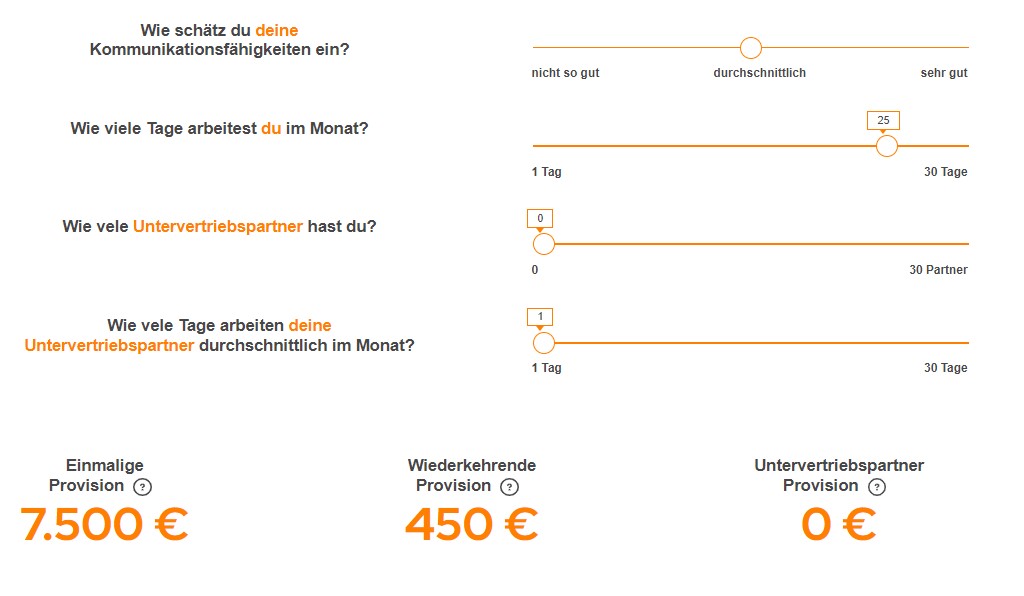 Wie schätz du deine
Kommunikationsfähigkeiten ein?
nicht so gut durchschnittlich sehr gut
Wie viele Tage arbeitest du im Monat?
25
1 Tag 30 Tage
Wie vele Untervertriebspartner hast du?
0
0 30 Partner
Wie vele Tage arbeiten deine
Untervertriebspartner durchschnittlich im Monat?
1
1 Tag 30 Tage
Einmalige
Provision ?
7.500 €
Wiederkehrende
Provision ?
450 €
Untervertriebspartner
Provision ?
0 €